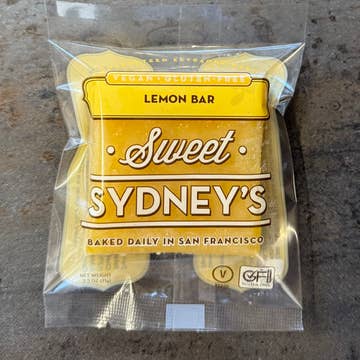 VEGAN · GLUTEN-FREE
LEMON BAR
Sweet
SYDNEY'S
BAKED DAILY IN SAN FRANCISCO
NET WEIGHT
V
GFI